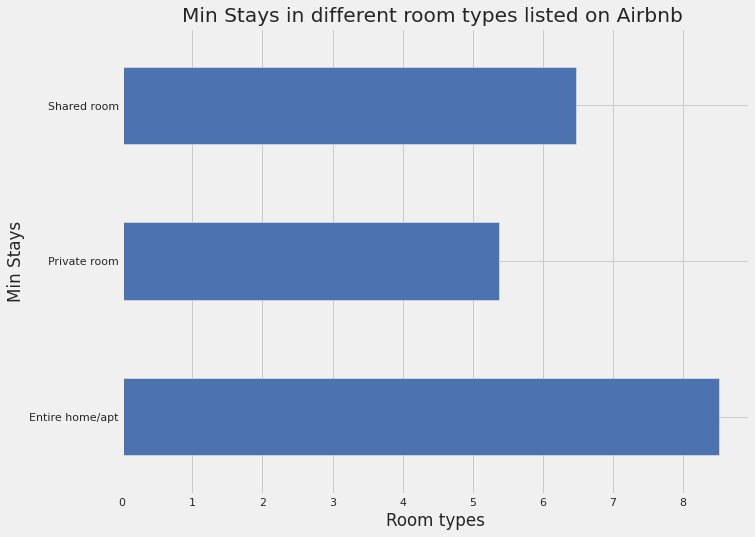 Min Stays in different room types listed on Airbnb
Min Stays
Shared room
Private room
Entire home/apt
0 1 2 3 4 5 6 7 8
Room types